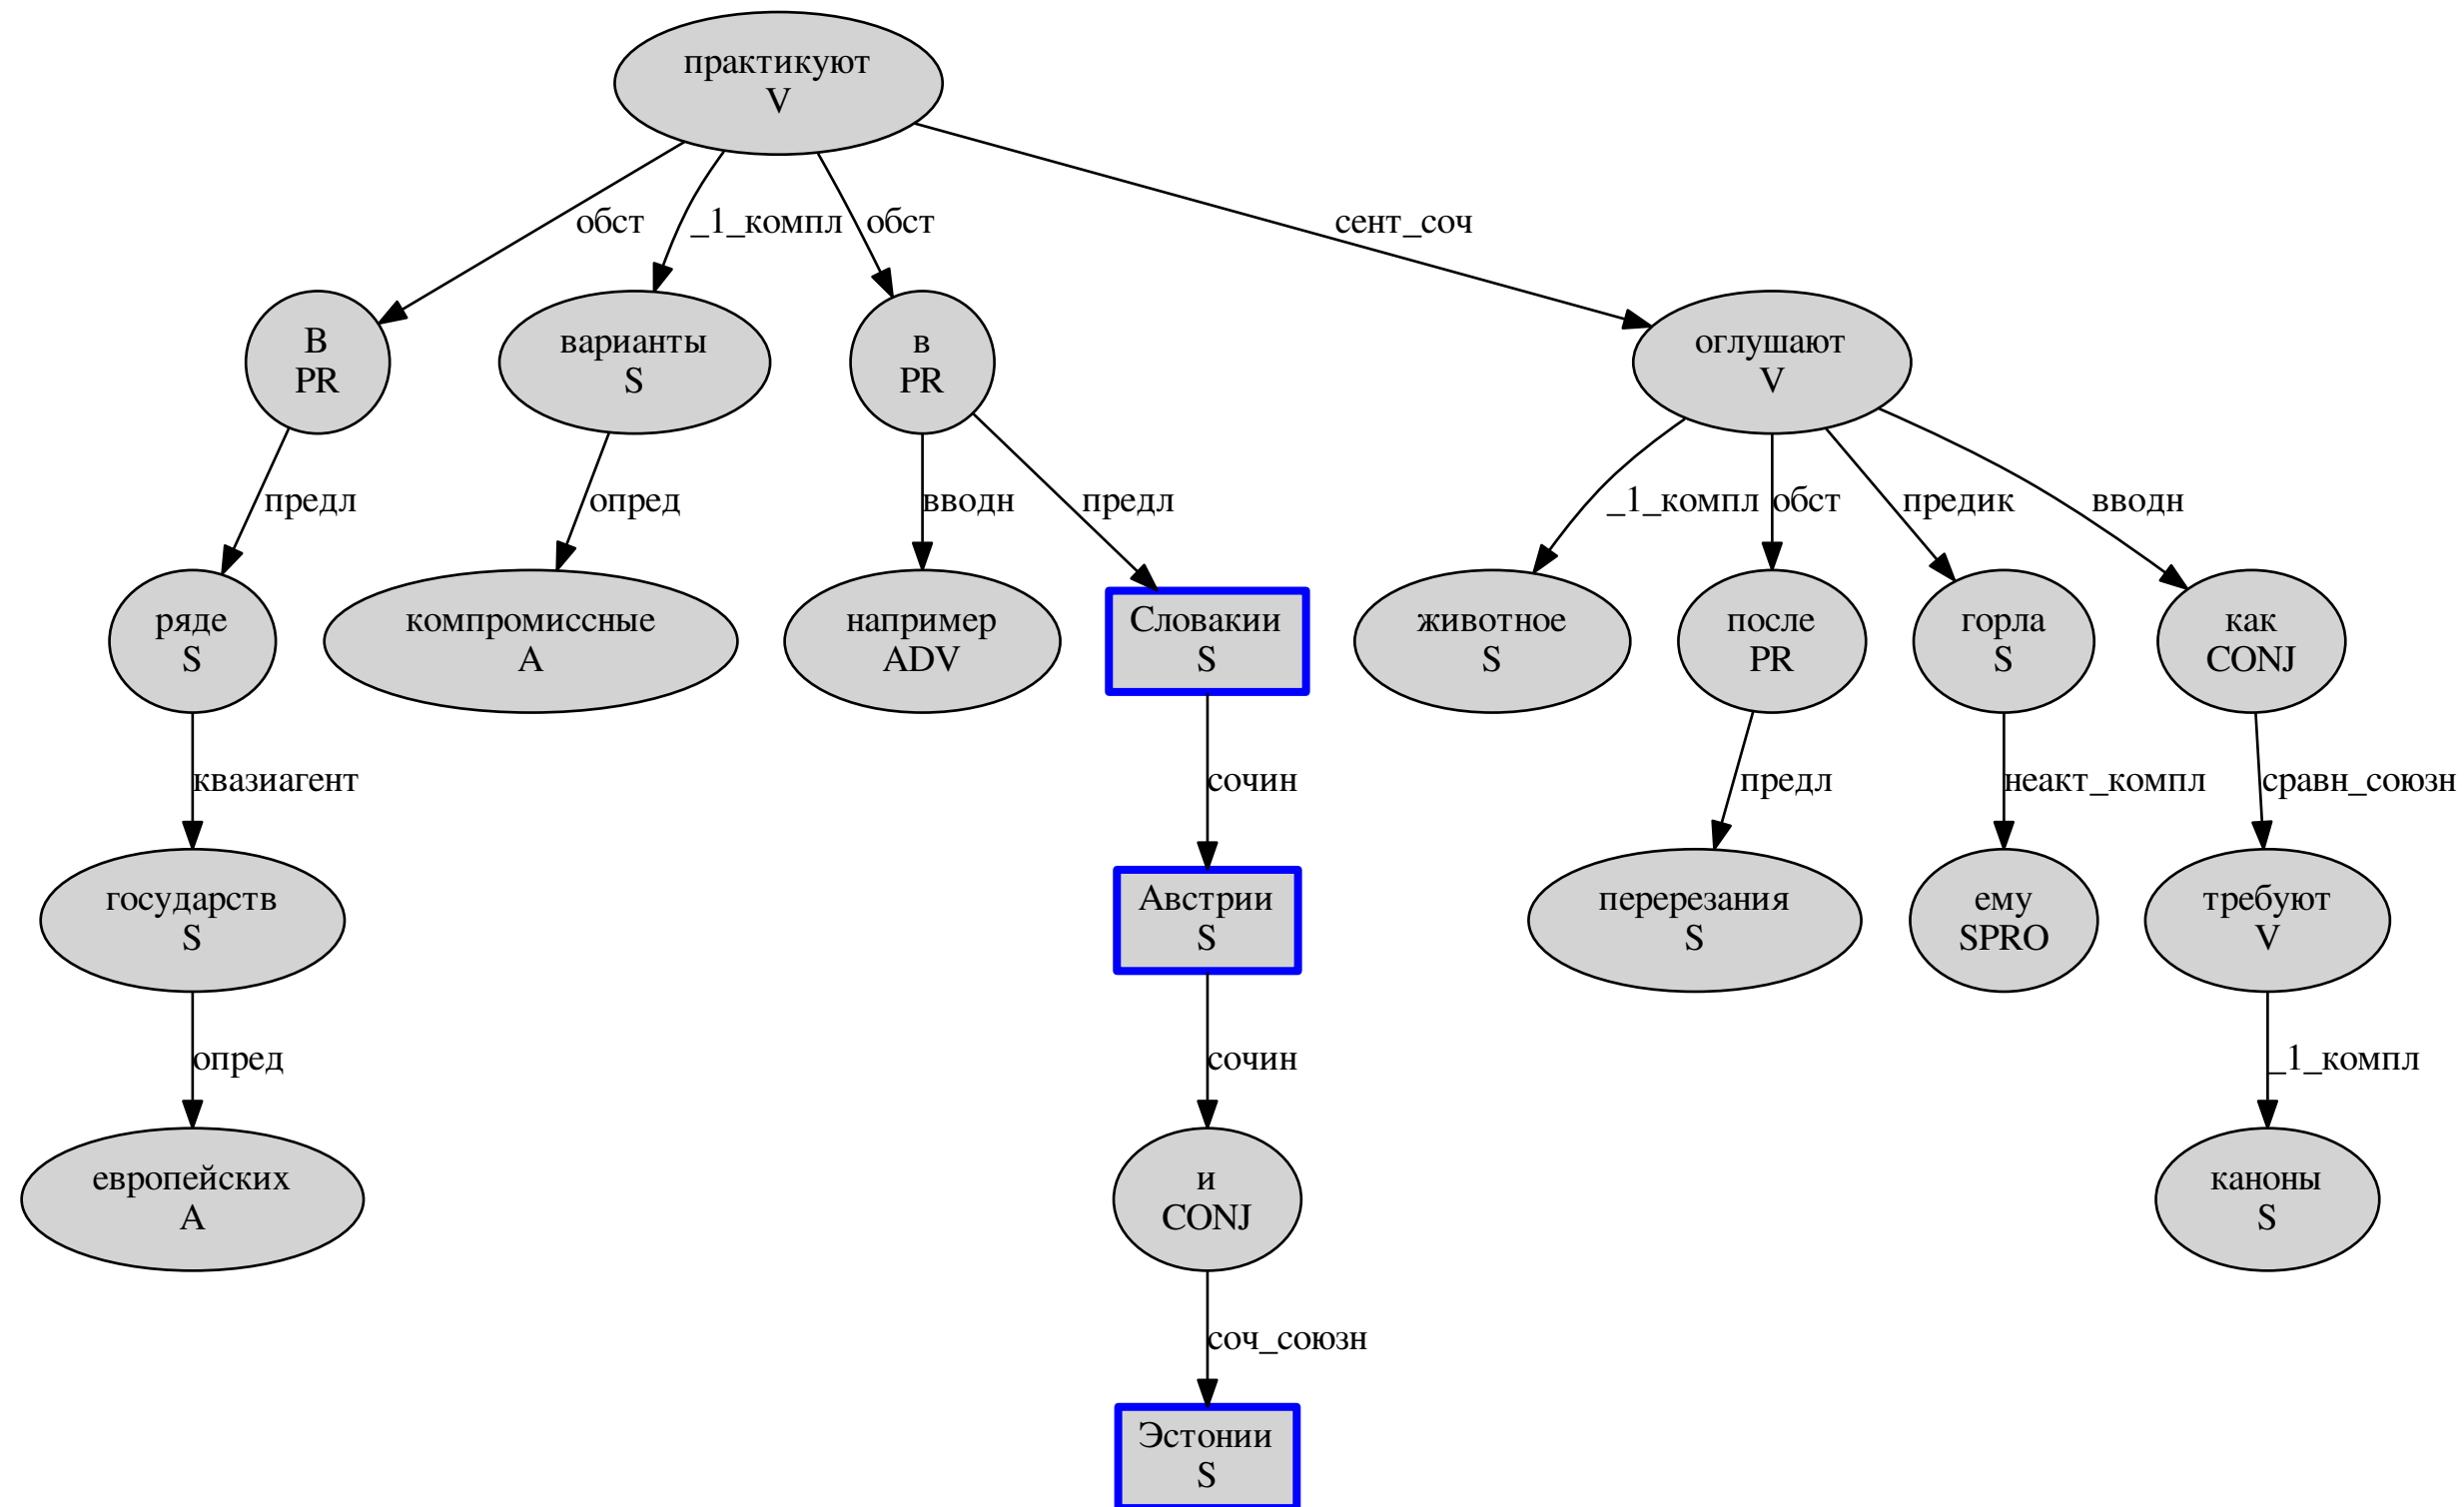 практикуют
V
обст
_1_компл
обст
сент_соч
В
PR
варианты
S
в
PR
оглушают
V
предл
опред
вводн
предл
_1_компл
обст
предик
вводн
ряде
S
компромиссные
A
например
ADV
Словакии
S
животное
S
после
PR
горла
S
как
CONJ
квазиагент
сочин
предл
неакт_компл
сравн_союзн
государств
S
Австрии
S
перерезания
S
ему
SPRO
требуют
V
опред
сочин
_1_компл
европейских
A
и
CONJ
каноны
S
соч_союзн
Эстонии
S